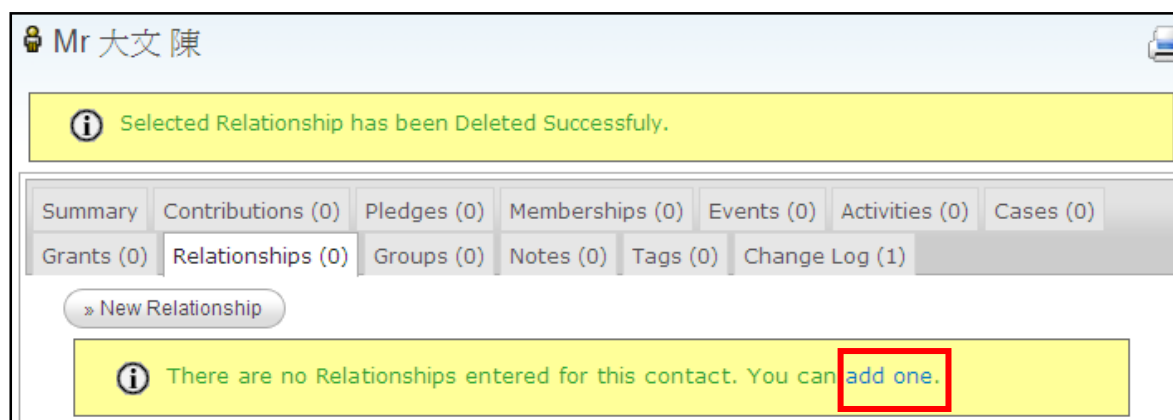 Mr 大文 陳
Selected Relationship has been Deleted Successfuly.
Summary Contributions (0) Pledges (0) Memberships (0) Events (0) Activities (0) Cases (0)
Grants (0) Relationships (0) Groups (0) Notes (0) Tags (0) Change Log (1)
» New Relationship
There are no Relationships entered for this contact. You can add one.